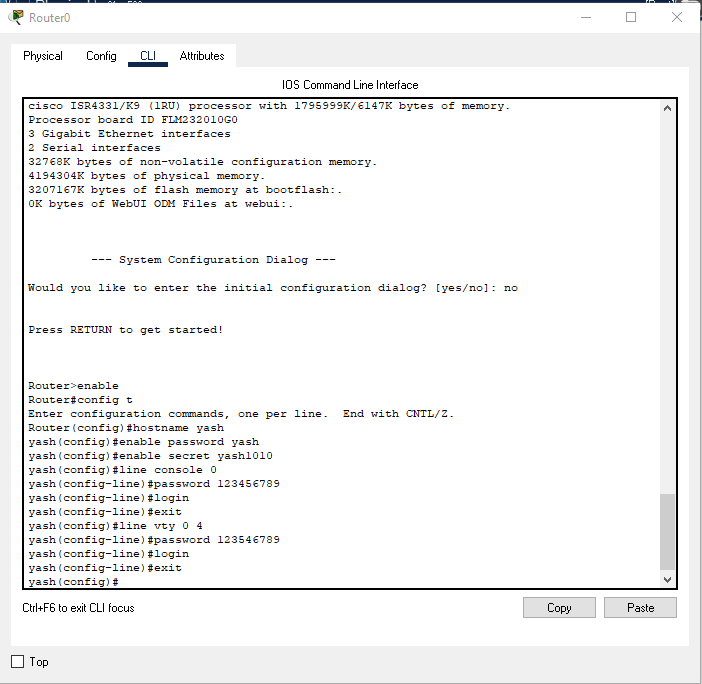 Router0
Physical Config CLI Attributes
IOS Command Line Interface
cisco ISR4331/K9 (1RU) processor with 1795999K/6147K bytes of memory.
Processor board ID FLM232010G0
3 Gigabit Ethernet interfaces
2 Serial interfaces
32768K bytes of non-volatile configuration memory.
4194304K bytes of physical memory.
3207167K bytes of flash memory at bootflash:.
0K bytes of WebUI ODM Files at webui:.
--- System Configuration Dialog ---
Would you like to enter the initial configuration dialog? [yes/no]: no
Press RETURN to get started!
Router>enable
Router#config t
Enter configuration commands, one per line.  End with CNTL/Z.
Router(config)#hostname yash
yash(config)#enable password yash
yash(config)#enable secret yash1010
yash(config)#line console 0
yash(config-line)#password 123456789
yash(config-line)#login
yash(config-line)#exit
yash(config)#line vty 0 4
yash(config-line)#password 123546789
yash(config-line)#login
yash(config-line)#exit
yash(config)#
Ctrl+F6 to exit CLI focus
Copy Paste
Top